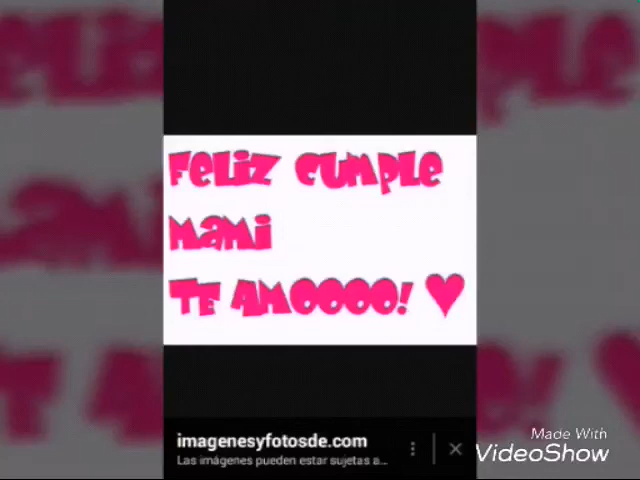 FELIZ CUMPLE
MAMI
TE AMOOOO! ♥
imagenesyfotosde.com
Las imágenes pueden estar sujetas a...
Made With
VideoShow